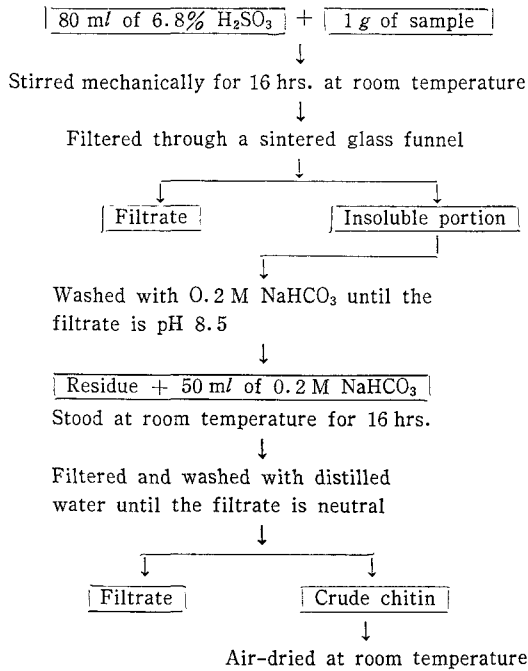 80 ml of 6.8% H₂SO₃ + 1 g of sample
Stirred mechanically for 16 hrs. at room temperature
Filtered through a sintered glass funnel
Filtrate Insoluble portion
Washed with 0.2 M NaHCO₃ until the
filtrate is pH 8.5
Residue + 50 ml of 0.2 M NaHCO₃
Stood at room temperature for 16 hrs.
Filtered and washed with distilled
water until the filtrate is neutral
Filtrate Crude chitin
Air-dried at room temperature